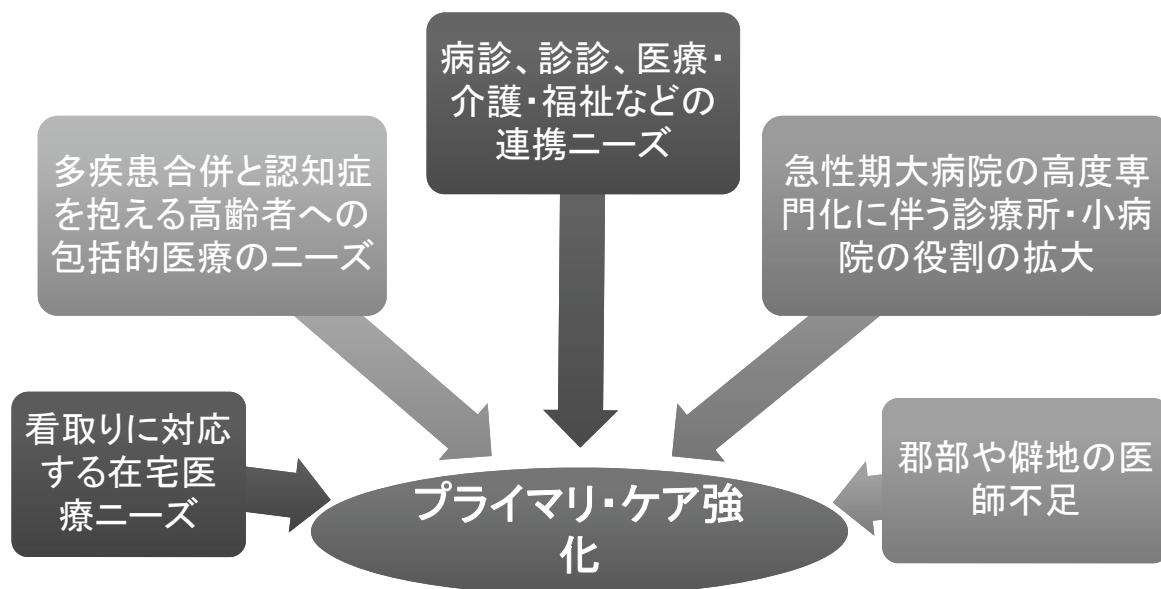 病診、診診、医療・
介護・福祉などの
連携ニーズ
多疾患合併と認知症
を抱える高齢者への
包括的医療のニーズ
急性期大病院の高度専
門化に伴う診療所・小病
院の役割の拡大
看取りに対応
する在宅医
療ニーズ
郡部や僻地の医
師不足
プライマリ・ケア強
化